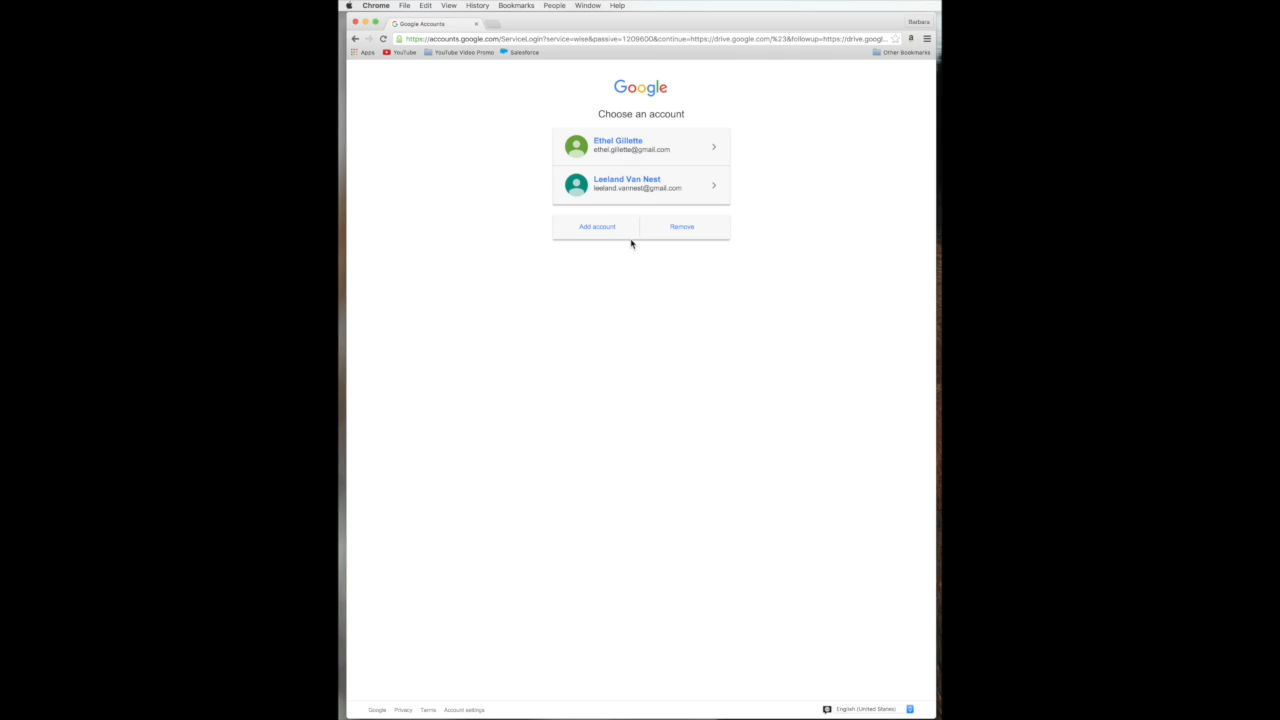 Chrome File Edit View History Bookmarks People Window Help
Google Accounts Barbara
https://accounts.google.com/ServiceLogin?service=wise&passive=1209600&continue=https://drive.google.com/%23&followup=https://drive.googl...
Apps YouTube YouTube Video Promo Salesforce Other Bookmarks
Google
Choose an account
Ethel Gillette
ethel.gillette@gmail.com
Leeland Van Nest
leeland.vannest@gmail.com
Add account Remove
Google Privacy Terms Account settings English (United States)